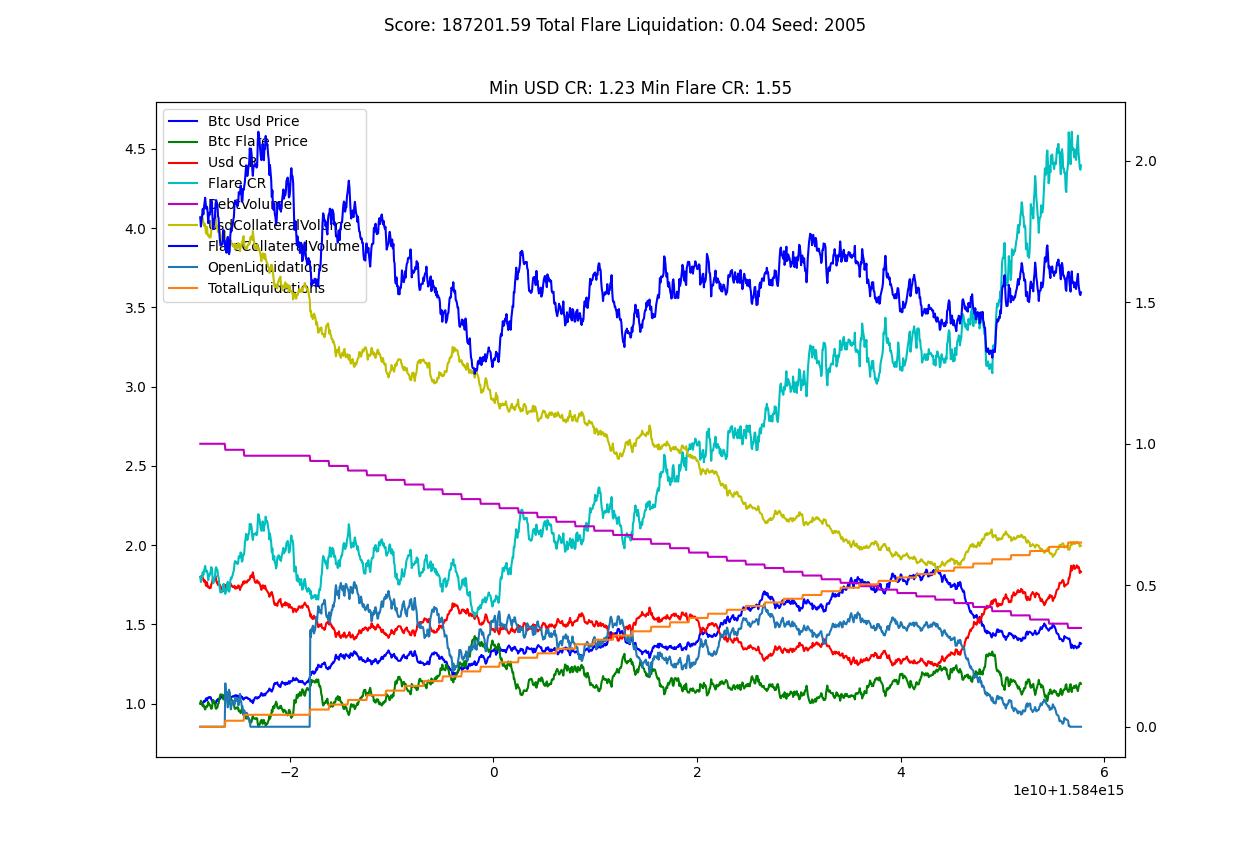 Score: 187201.59 Total Flare Liquidation: 0.04 Seed: 2005
Min USD CR: 1.23 Min Flare CR: 1.55
Btc Usd Price
Btc Flare Price
Usd CR
Flare CR
DebtVolume
UsdCollateralVolume
FlareCollateralVolume
OpenLiquidations
TotalLiquidations
4.5
4.0
3.5
3.0
2.5
2.0
1.5
1.0
2.0
1.5
1.0
0.5
0.0
−2
0
2
4
6
1e10+1.584e15